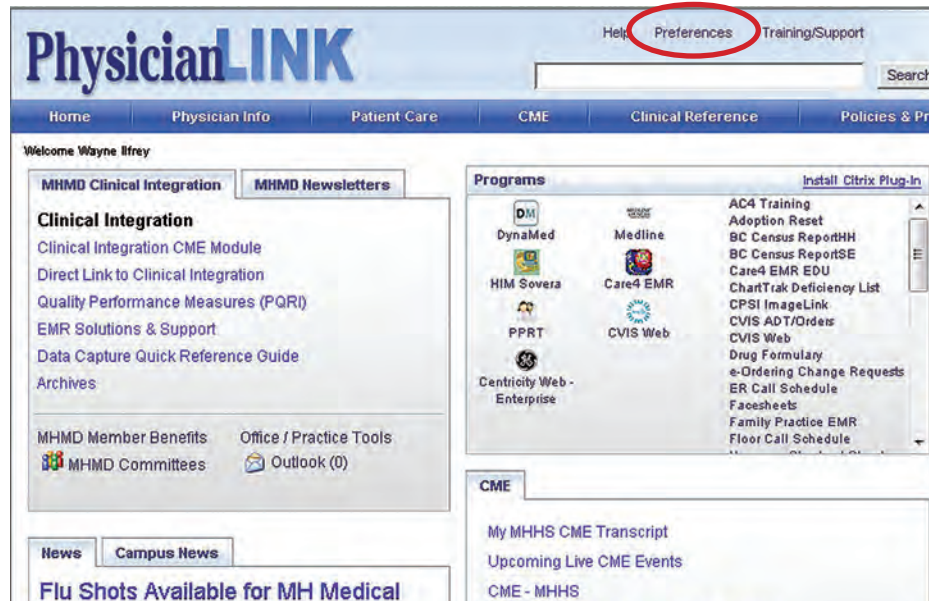 Help Preferences Training/Support
PhysicianLINK
Search
Home Physician Info Patient Care CME Clinical Reference Policies & Pr
Welcome Wayne Ilfrey
MHMD Clinical Integration MHMD Newsletters
Clinical Integration
Clinical Integration CME Module
Direct Link to Clinical Integration
Quality Performance Measures (PQRI)
EMR Solutions & Support
Data Capture Quick Reference Guide
Archives
MHMD Member Benefits Office / Practice Tools
MHMD Committees Outlook (0)
News Campus News
Flu Shots Available for MH Medical
Programs Install Citrix Plug-In
DM
DynaMed Medline
HIM Sovera Care4 EMR
PPRT CVIS Web
Centricity Web -
Enterprise
AC4 Training
Adoption Reset
BC Census ReportHH
BC Census ReportSE
Care4 EMR EDU
ChartTrak Deficiency List
CPSI ImageLink
CVIS ADT/Orders
CVIS Web
Drug Formulary
e-Ordering Change Requests
ER Call Schedule
Facesheets
Family Practice EMR
Floor Call Schedule
CME
My MHHS CME Transcript
Upcoming Live CME Events
CME - MHHS